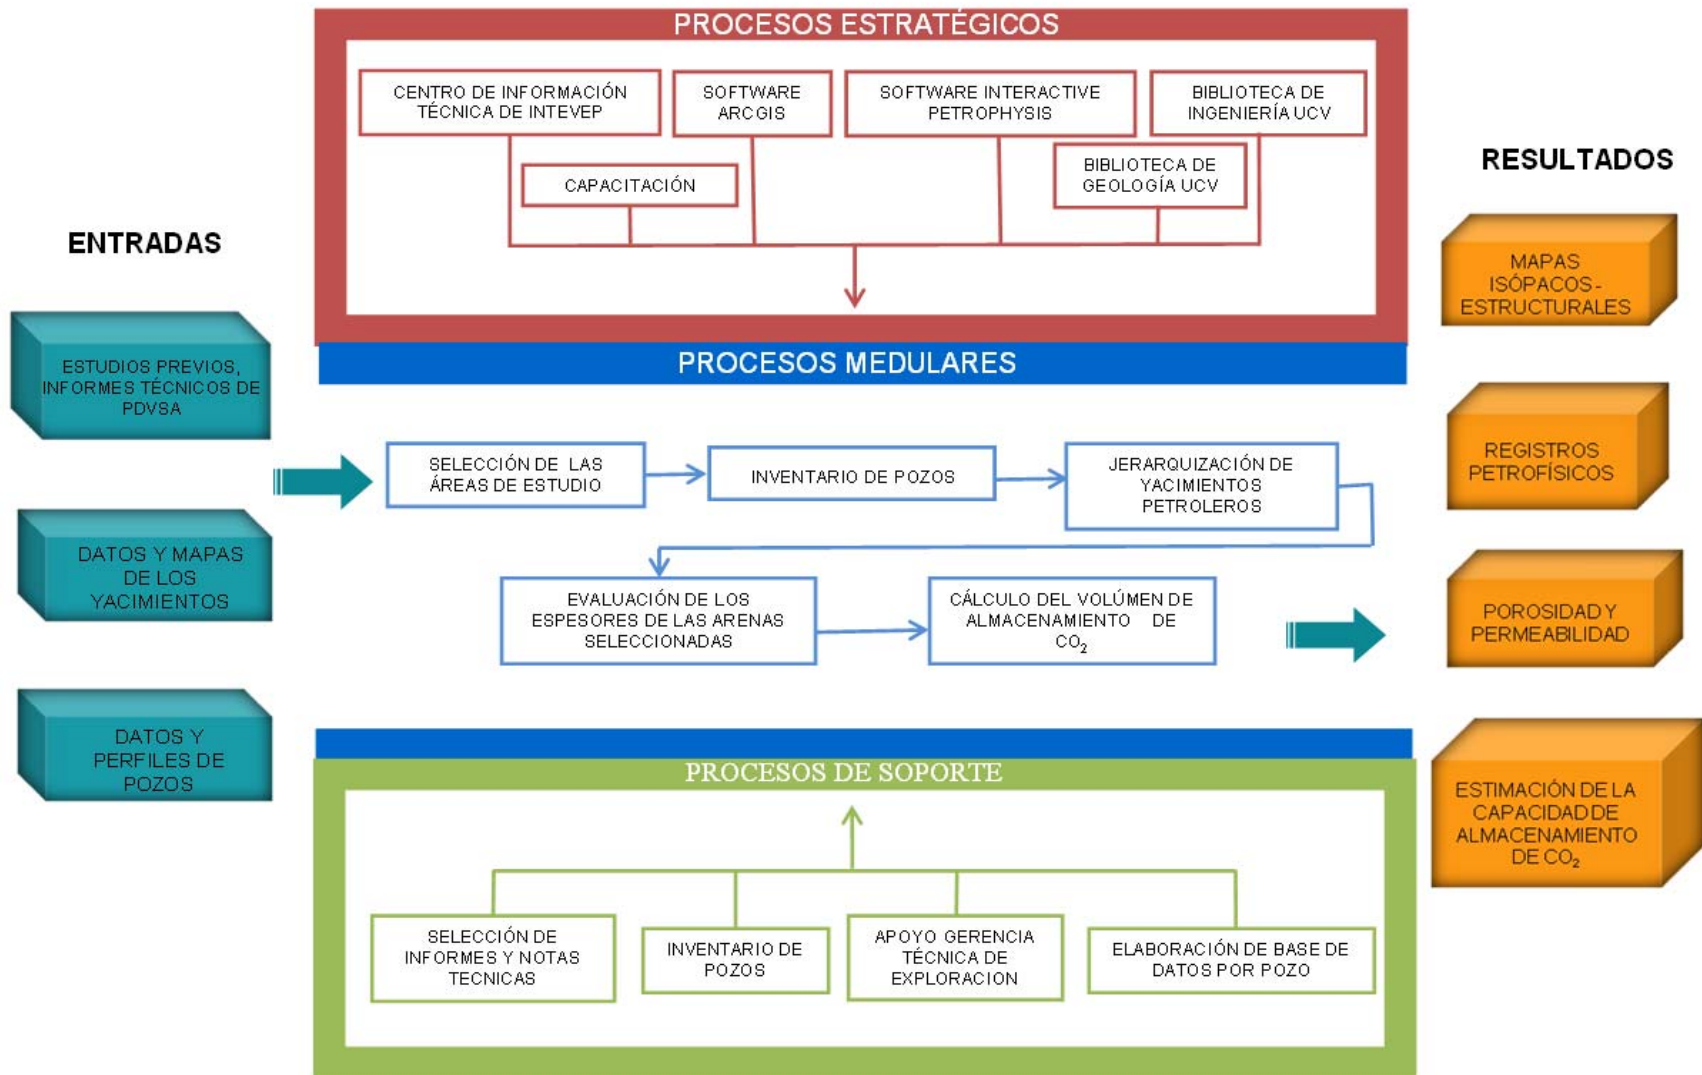 PROCESOS ESTRATÉGICOS
CENTRO DE INFORMACIÓN
TÉCNICA DE INTEVEP
SOFTWARE
ARCGIS
SOFTWARE INTERACTIVE
PETROPHYSIS
BIBLIOTECA DE
INGENIERÍA UCV
CAPACITACIÓN
BIBLIOTECA DE
GEOLOGÍA UCV
ENTRADAS
ESTUDIOS PREVIOS,
INFORMES TÉCNICOS DE
PDVSA
DATOS Y MAPAS
DE LOS
YACIMIENTOS
DATOS Y
PERFILES DE
POZOS
PROCESOS MEDULARES
SELECCIÓN DE LAS
ÁREAS DE ESTUDIO
INVENTARIO DE POZOS
JERARQUIZACIÓN DE
YACIMIENTOS
PETROLEROS
EVALUACIÓN DE LOS
ESPESORES DE LAS ARENAS
SELECCIONADAS
CÁLCULO DEL VOLÚMEN DE
ALMACENAMIENTO DE
CO₂
PROCESOS DE SOPORTE
SELECCIÓN DE
INFORMES Y NOTAS
TECNICAS
INVENTARIO DE
POZOS
APOYO GERENCIA
TÉCNICA DE
EXPLORACION
ELABORACIÓN DE BASE DE
DATOS POR POZO
RESULTADOS
MAPAS
ISÓPACOS -
ESTRUCTURALES
REGISTROS
PETROFÍSICOS
POROSIDAD Y
PERMEABILIDAD
ESTIMACIÓN DE LA
CAPACIDAD DE
ALMACENAMIENTO
DE CO₂